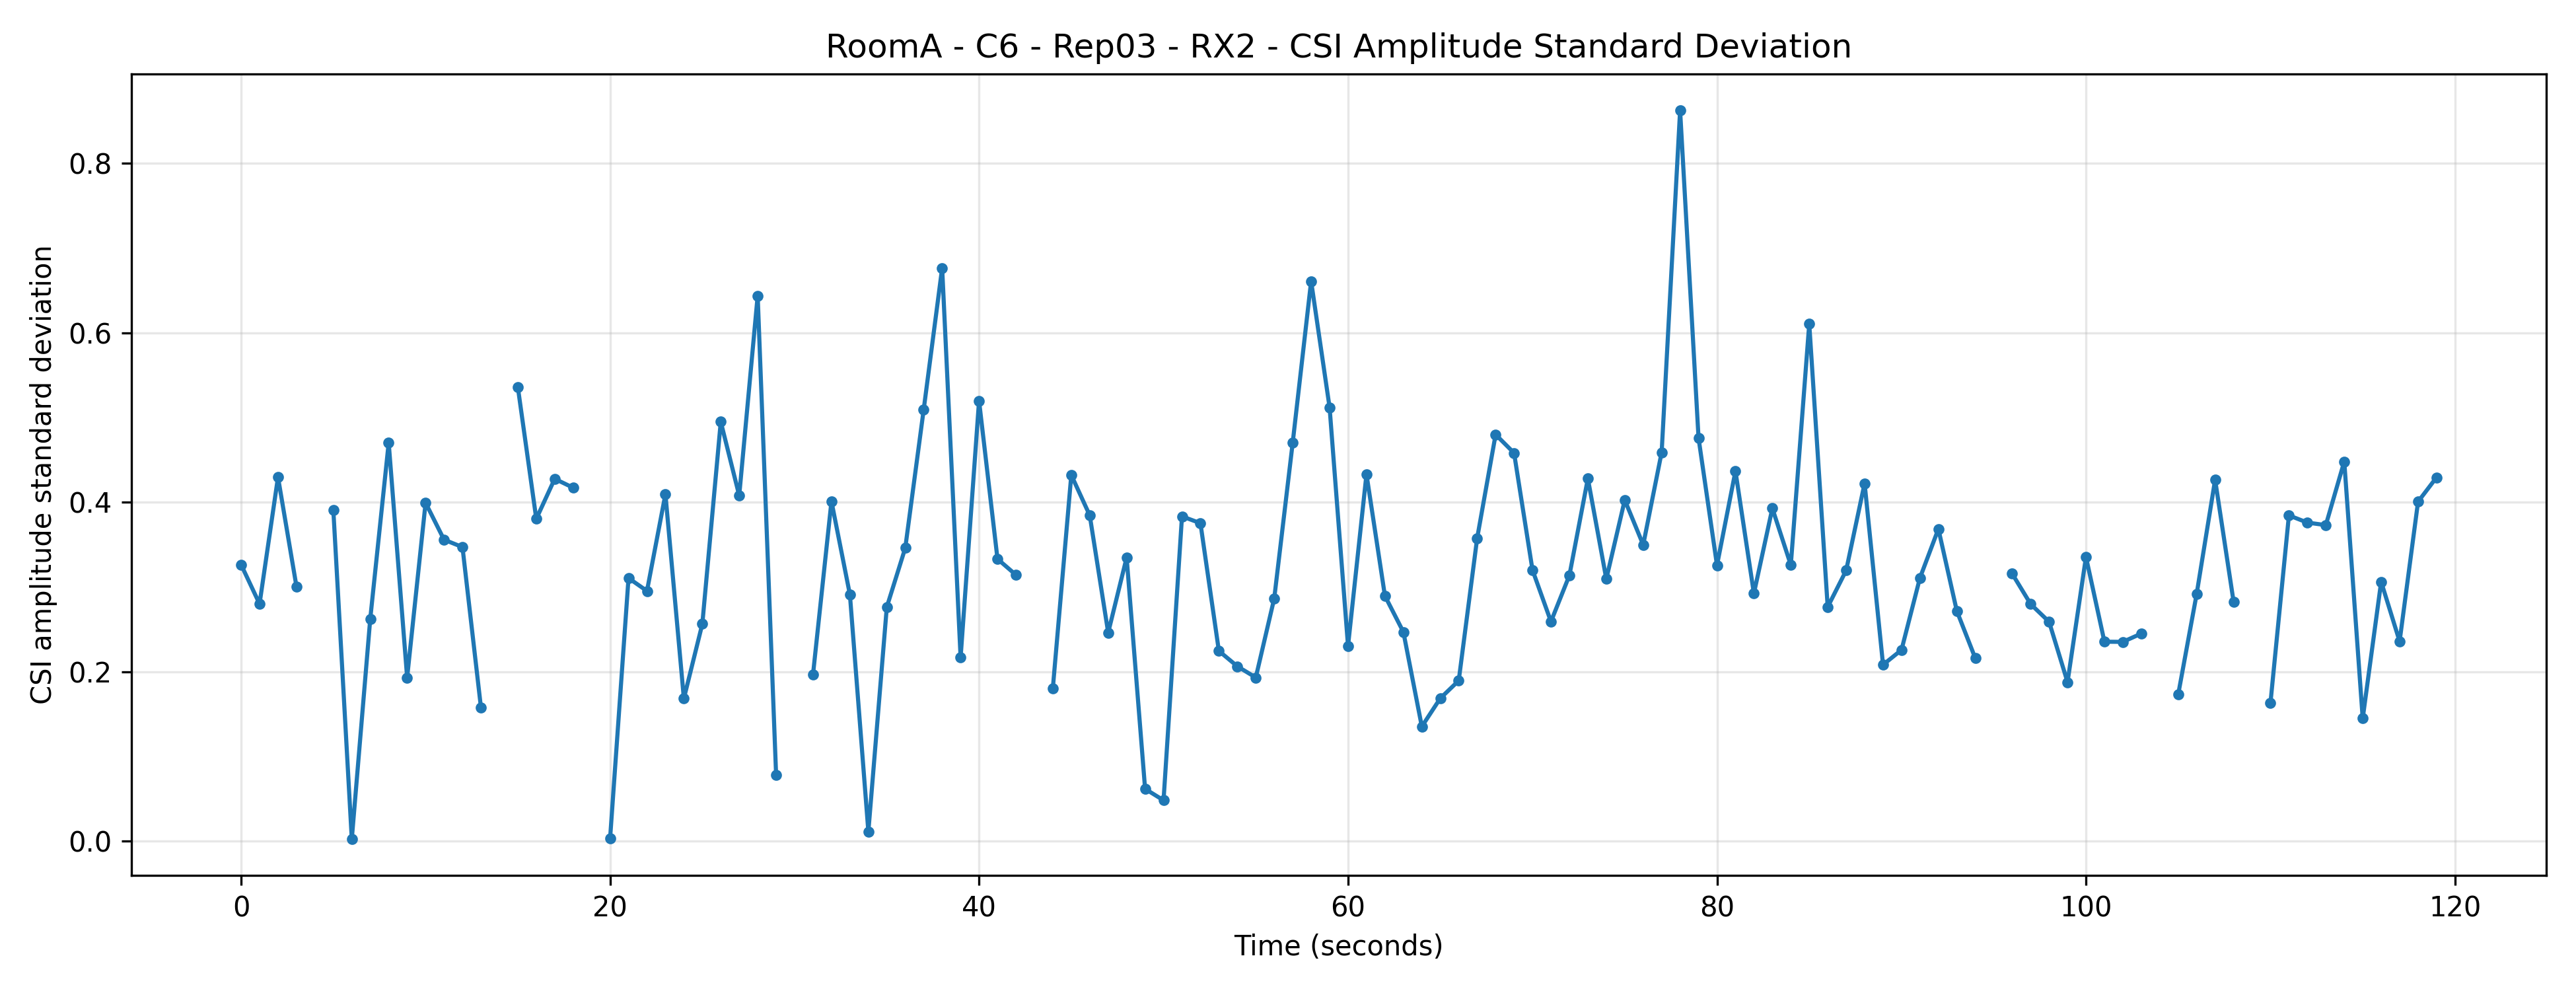 RoomA - C6 - Rep03 - RX2 - CSI Amplitude Standard Deviation
CSI amplitude standard deviation
0.8
0.6
0.4
0.2
0.0
0 20 40 60 80 100 120
Time (seconds)